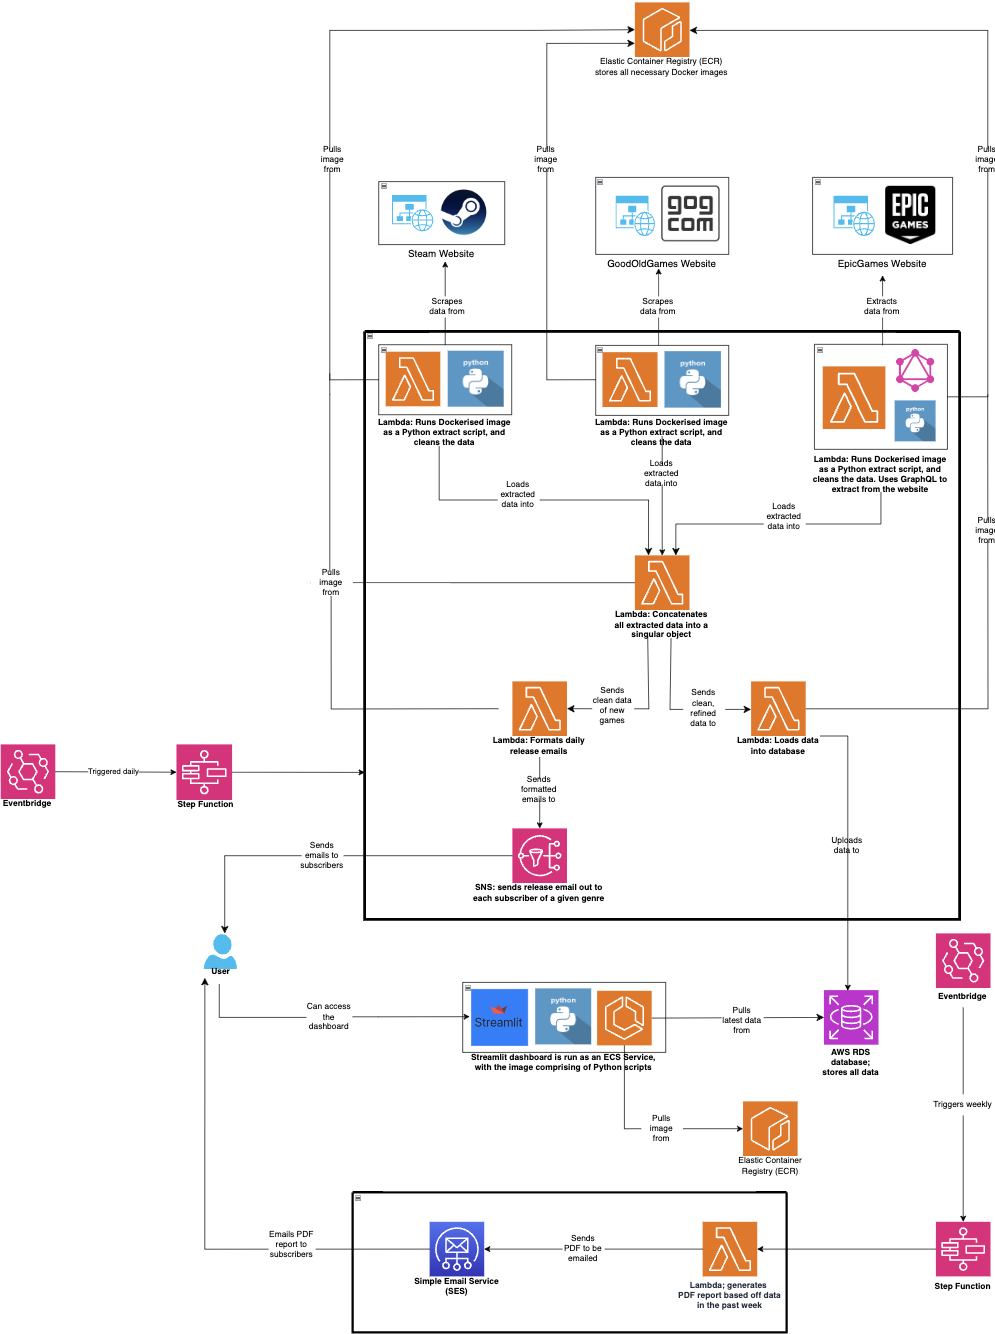 Elastic Container Registry (ECR)
stores all necessary Docker images
Pulls
image
from
Pulls
image
from
Pulls
image
from
gog
com
EPIC
GAMES
Steam Website
GoodOldGames Website
EpicGames Website
Scrapes
data from
Scrapes
data from
Extracts
data from
python
python
python
Lambda: Runs Dockerised image
as a Python extract script, and
cleans the data
Lambda: Runs Dockerised image
as a Python extract script, and
cleans the data
Lambda: Runs Dockerised image
as a Python extract script, and
cleans the data. Uses GraphQL to
extract from the website
Loads
extracted
data into
Loads
extracted
data into
Loads
extracted
data into
Pulls
image
from
Pulls
image
from
Lambda: Concatenates
all extracted data into a
singular object
Sends
clean data
of new
games
Sends
clean,
refined
data to
Lambda: Formats daily
release emails
Lambda: Loads data
into database
Eventbridge
Triggered daily
Step Function
Sends
formatted
emails to
Sends
emails to
subscribers
Uploads
data to
SNS: sends release email out to
each subscriber of a given genre
User
Can access
the
dashboard
Streamlit
python
Streamlit dashboard is run as an ECS Service,
with the image comprising of Python scripts
Pulls
latest data
from
AWS RDS
database;
stores all data
Eventbridge
Triggers weekly
Pulls
image
from
Elastic Container
Registry (ECR)
Emails PDF
report to
subscribers
Simple Email Service
(SES)
Sends
PDF to be
emailed
Lambda; generates
PDF report based off data
in the past week
Step Function